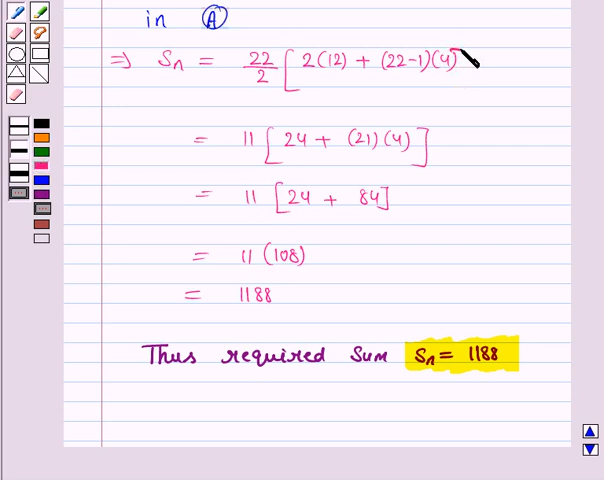 in Ⓐ
⇒ Sn = 22/2 [ 2(12) + (22-1)(4)
= 11 [ 24 + (21)(4) ]
= 11 [ 24 + 84]
= 11 (108)
= 1188
Thus required Sum Sn = 1188